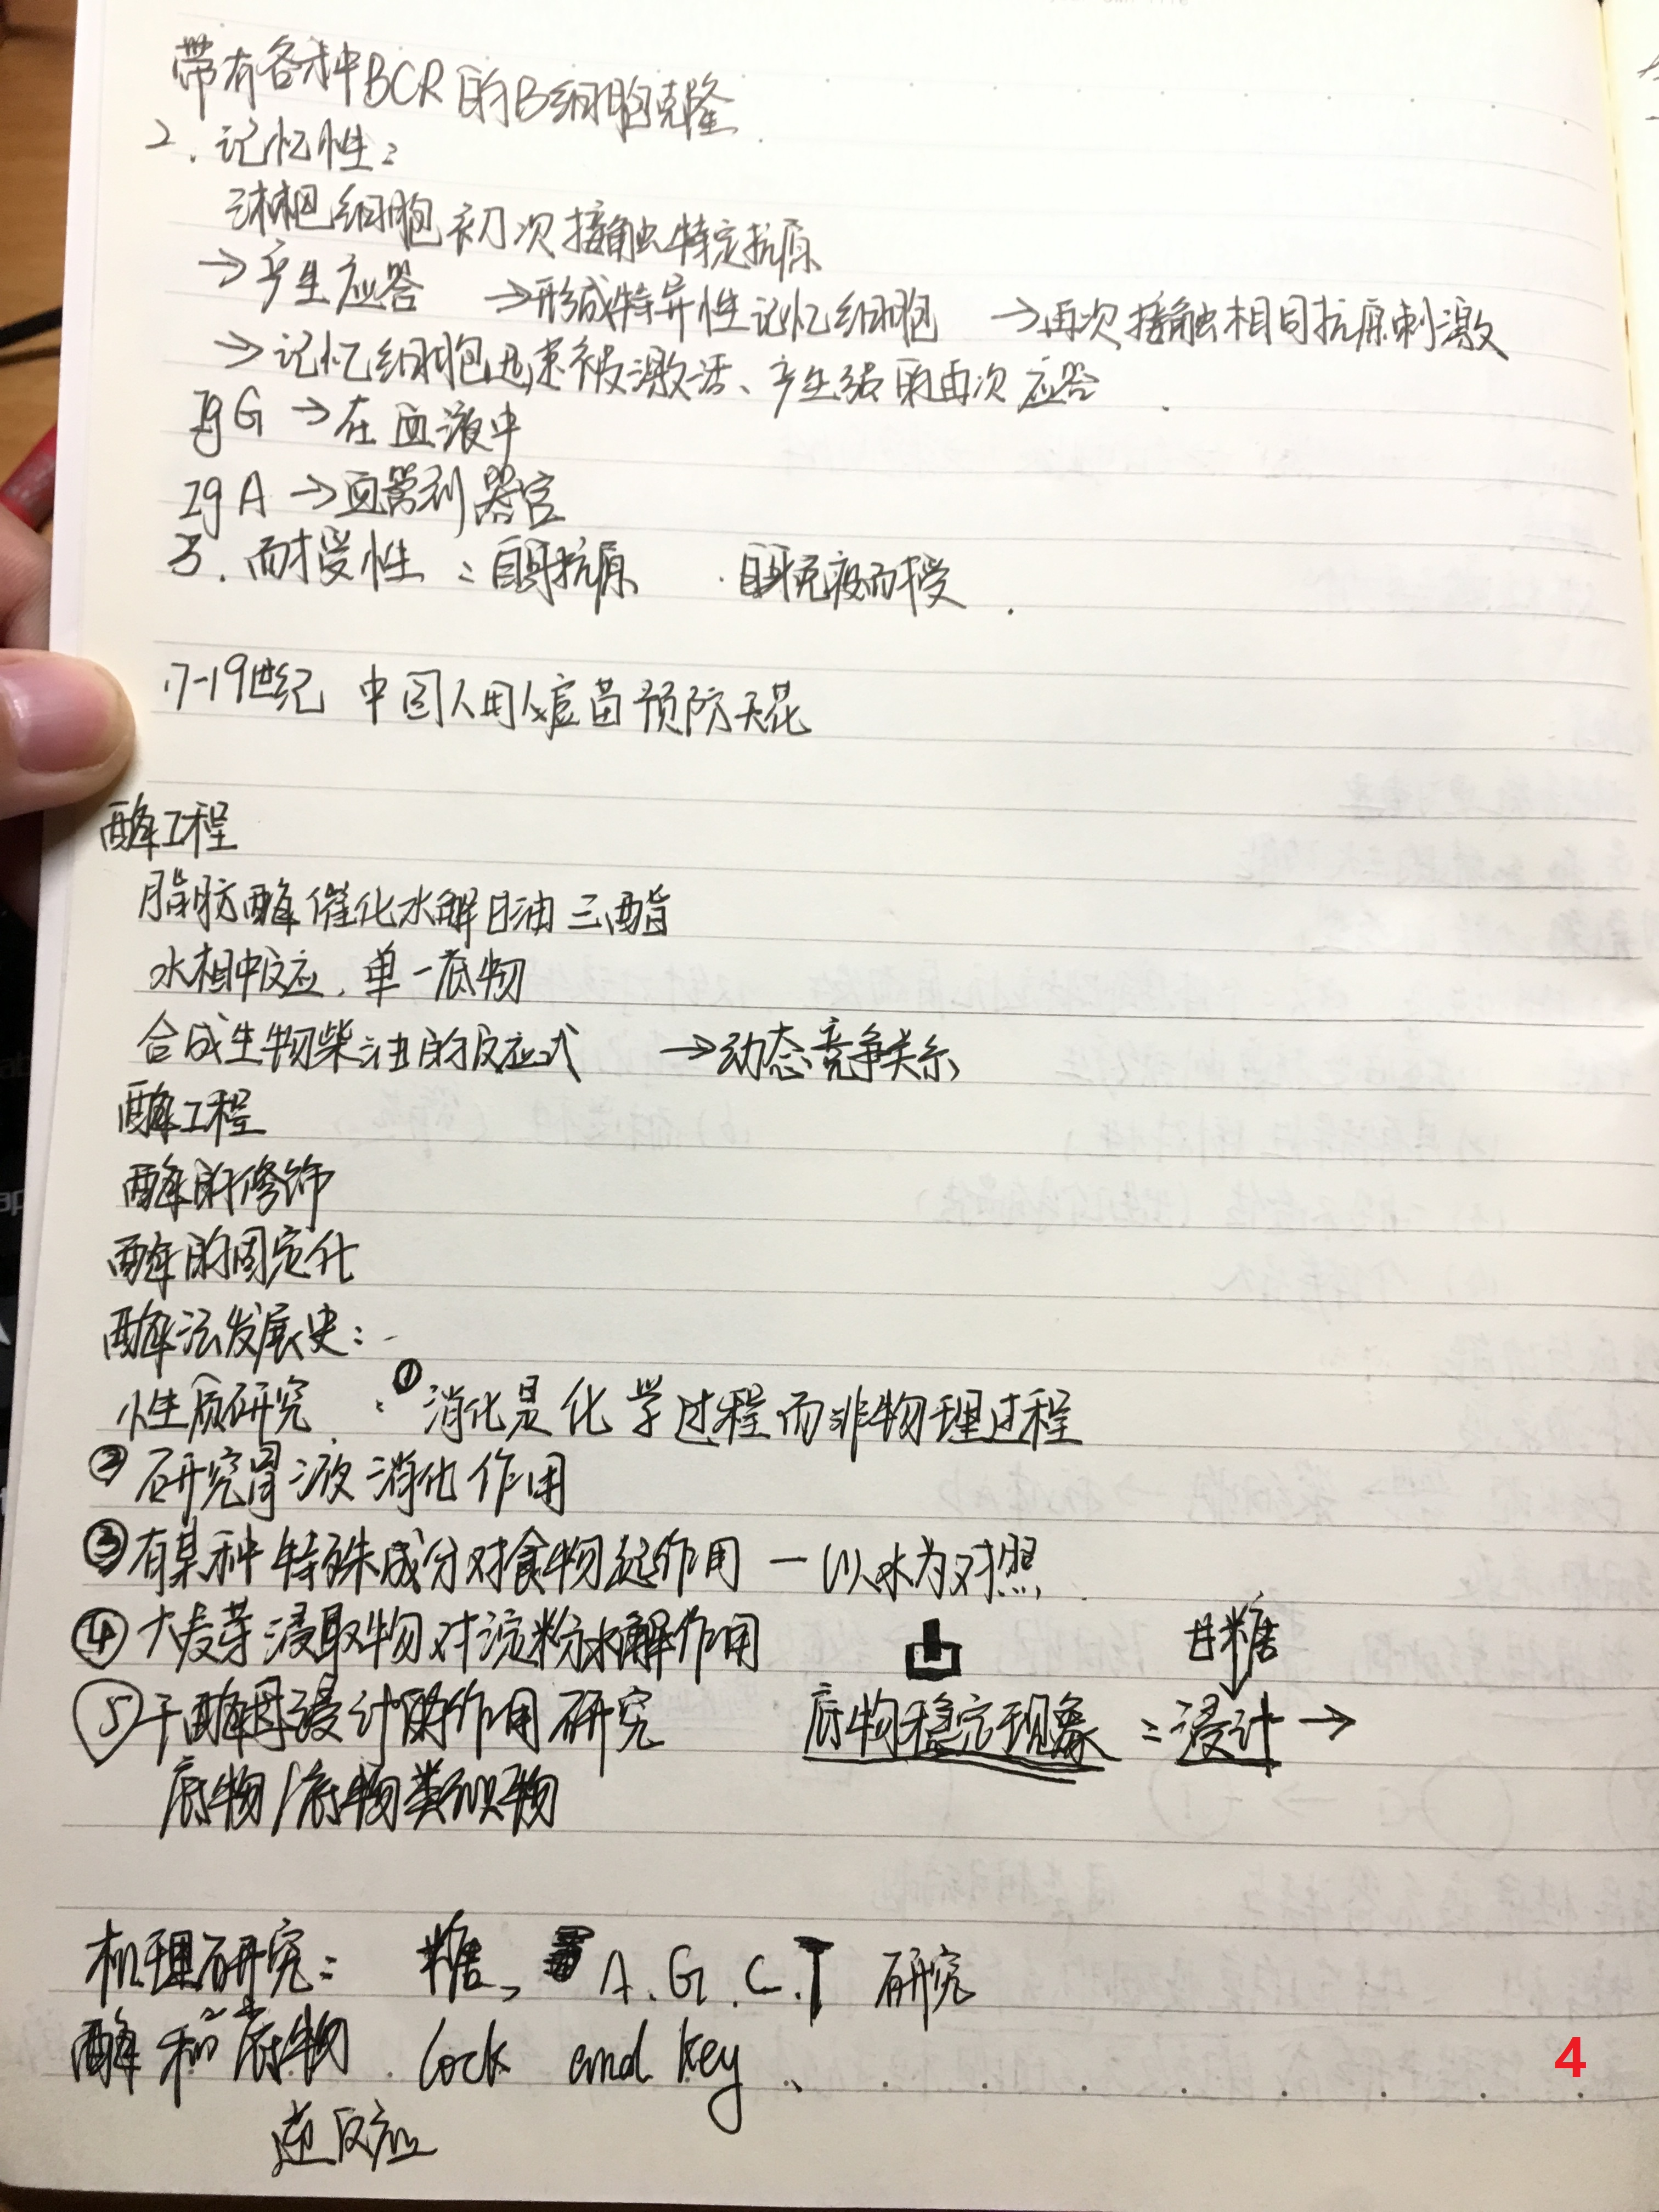 带有各种BCR的B细胞克隆.
2. 记忆性:
淋巴细胞初次接触特定抗原
→产生应答 →形成特异性记忆细胞 →再次接触相同抗原刺激
→记忆细胞迅速被激活、产生强的再次应答.
IgG →在血液中
IgA →血管到器官
3. 耐受性: 自身抗原 . 自身免疫耐受.
17-19世纪 中国人用人痘苗预防天花
酶工程
脂肪酶催化水解甘油三酯
水相中反应、单一底物
合成生物柴油的反应式 →动态竞争关系
酶工程
酶的修饰
酶的固定化
酶法发展史:
性质研究: ①消化是化学过程而非物理过程
②研究胃液消化作用
③有某种特殊成分对食物起作用 — 以水为对照
④大麦芽浸取物对淀粉水解作用 甘糖
⑤干酶母浸汁的作用研究 底物稳定现象: 浸汁→
底物/底物类似物
机理研究: 糖、A.G.C.T 研究
酶和底物. lock and key、
逆反应
4